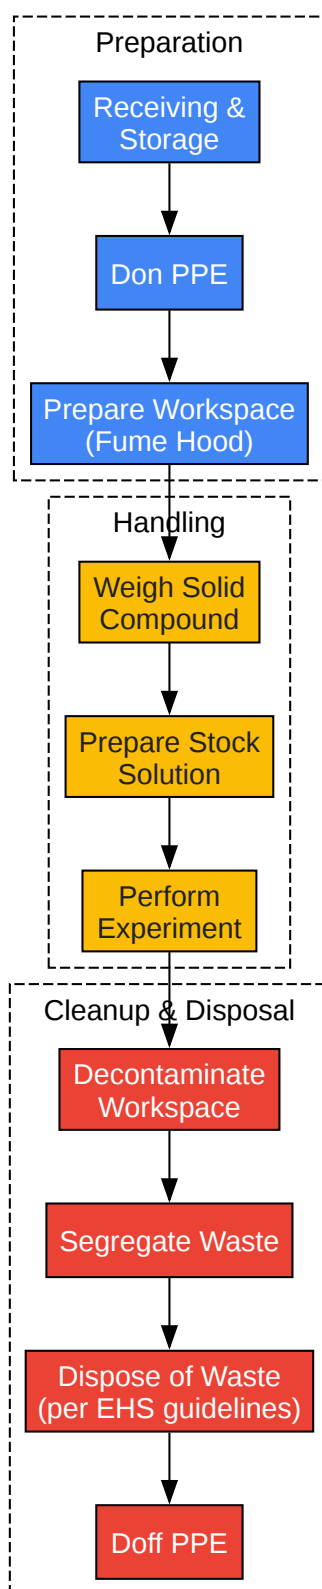 Preparation
Receiving &
Storage
Don PPE
Prepare Workspace
(Fume Hood)
Handling
Weigh Solid
Compound
Prepare Stock
Solution
Perform
Experiment
Cleanup & Disposal
Decontaminate
Workspace
Segregate Waste
Dispose of Waste
(per EHS guidelines)
Doff PPE